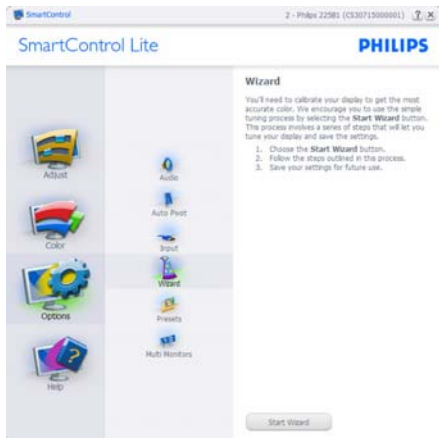 SmartControl
2 - Philips 225B1 (CS30715000001)
SmartControl Lite
PHILIPS
Adjust
Color
Options
Help
Audio
Auto Pivot
Input
Wizard
Presets
Multi Monitors
Wizard
You'll need to calibrate your display to get the most
accurate color. We encourage you to use the simple
tuning process by selecting the Start Wizard button.
This process involves a series of steps that will let you
tune your display and save the settings.
1. Choose the Start Wizard button.
2. Follow the steps outlined in this process.
3. Save your settings for future use.
Start Wizard